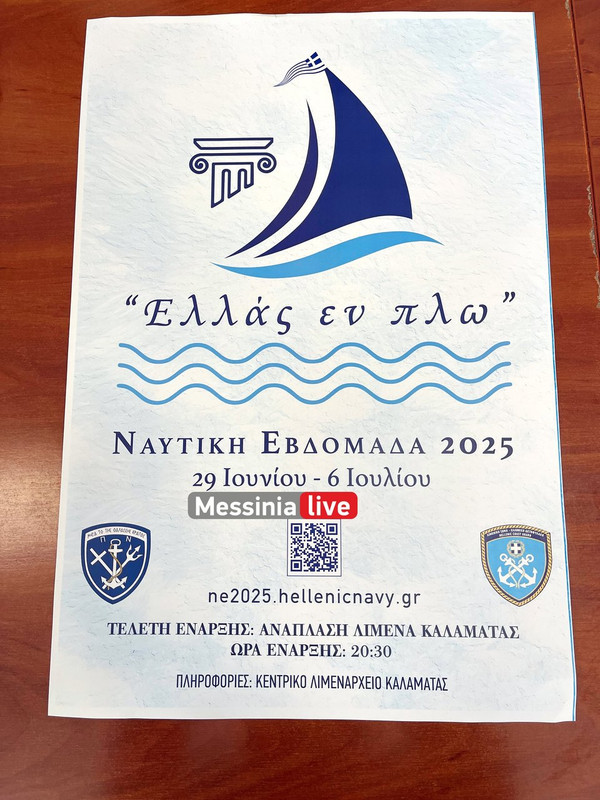 “Ελλάς εν πλω”
ΝΑΥΤΙΚΗ ΕΒΔΟΜΑΔΑ 2025
29 Ιουνίου - 6 Ιουλίου
Messinia live
Π Ν
ne2025.hellenicnavy.gr
ΤΕΛΕΤΗ ΕΝΑΡΞΗΣ: ΑΝΑΠΛΑΣΗ ΛΙΜΕΝΑ ΚΑΛΑΜΑΤΑΣ
ΩΡΑ ΕΝΑΡΞΗΣ: 20:30
ΠΛΗΡΟΦΟΡΙΕΣ: ΚΕΝΤΡΙΚΟ ΛΙΜΕΝΑΡΧΕΙΟ ΚΑΛΑΜΑΤΑΣ